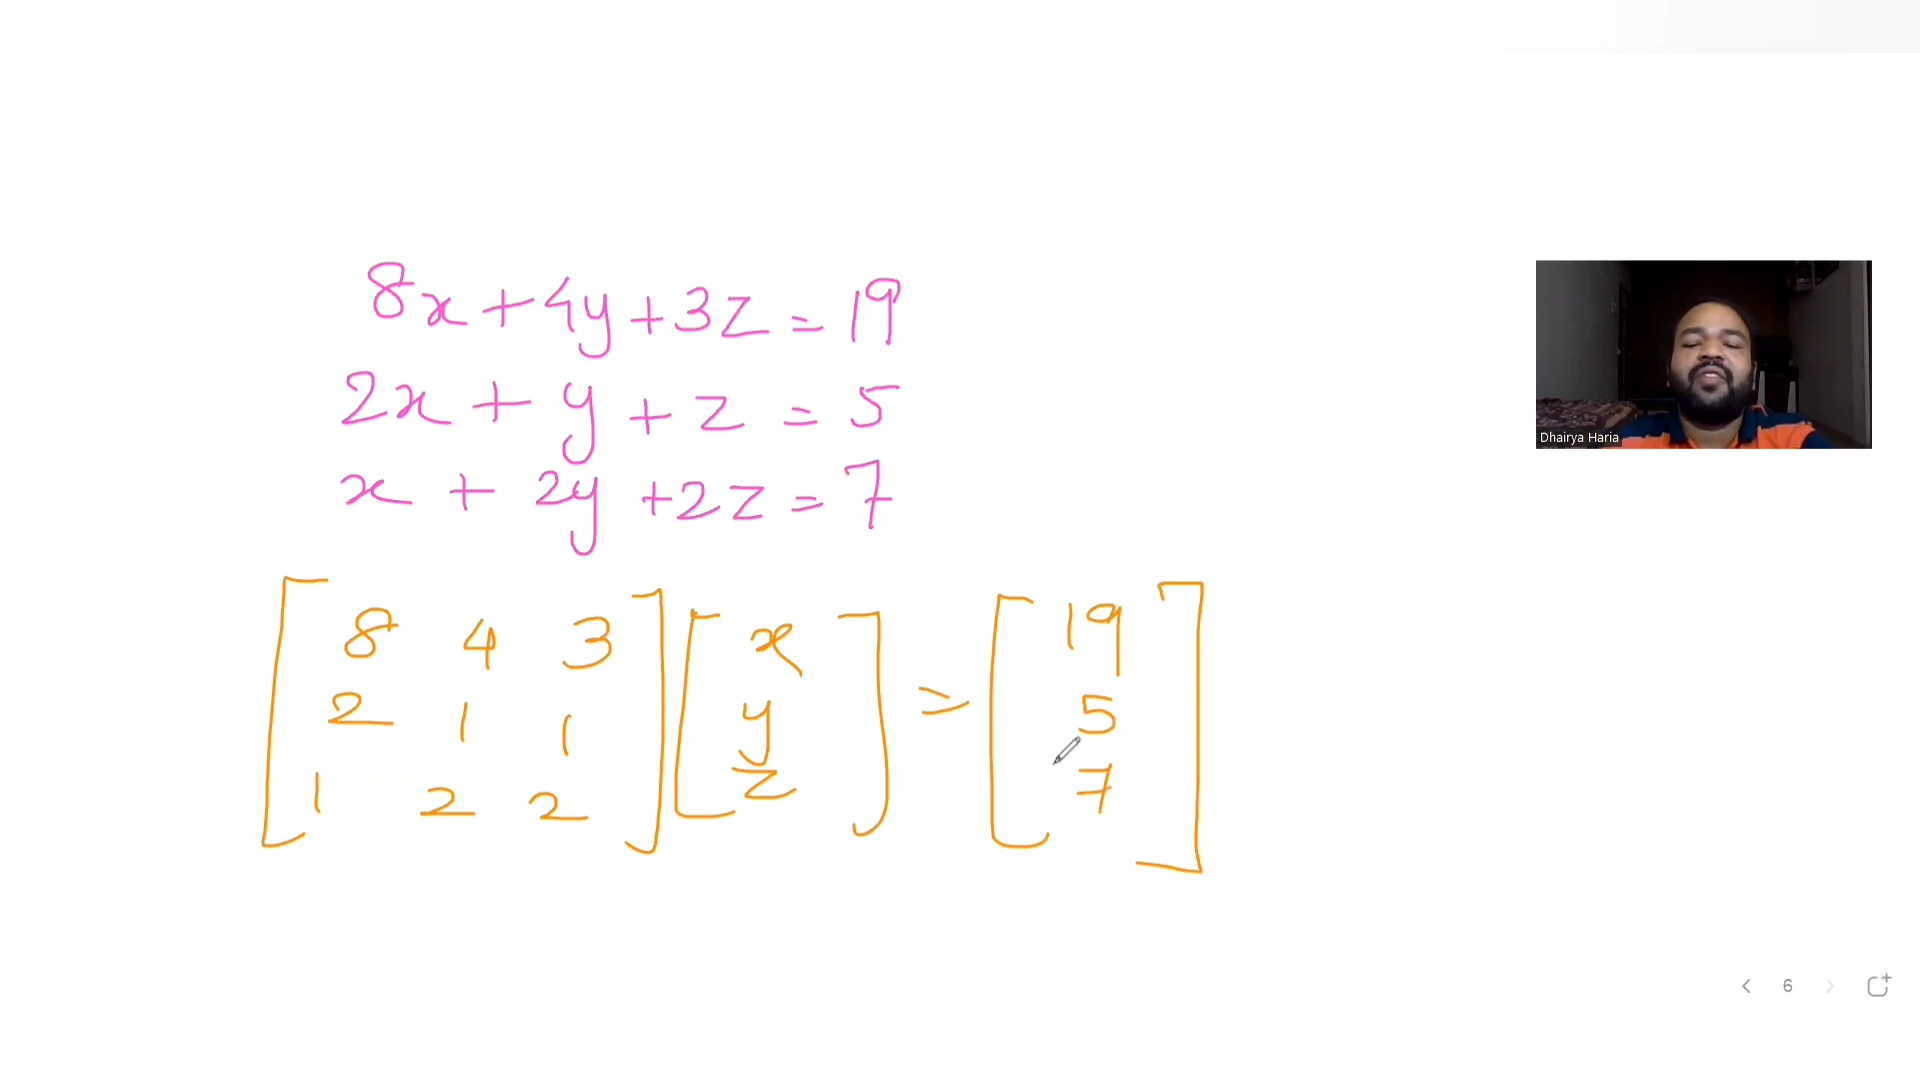 8x+4y+3z=19
2x+y+z=5
x+2y+2z=7
[8 4 3] [x] = [19]
[2 1 1] [y] [5]
[1 2 2] [z] [7]
Dhairya Haria
6